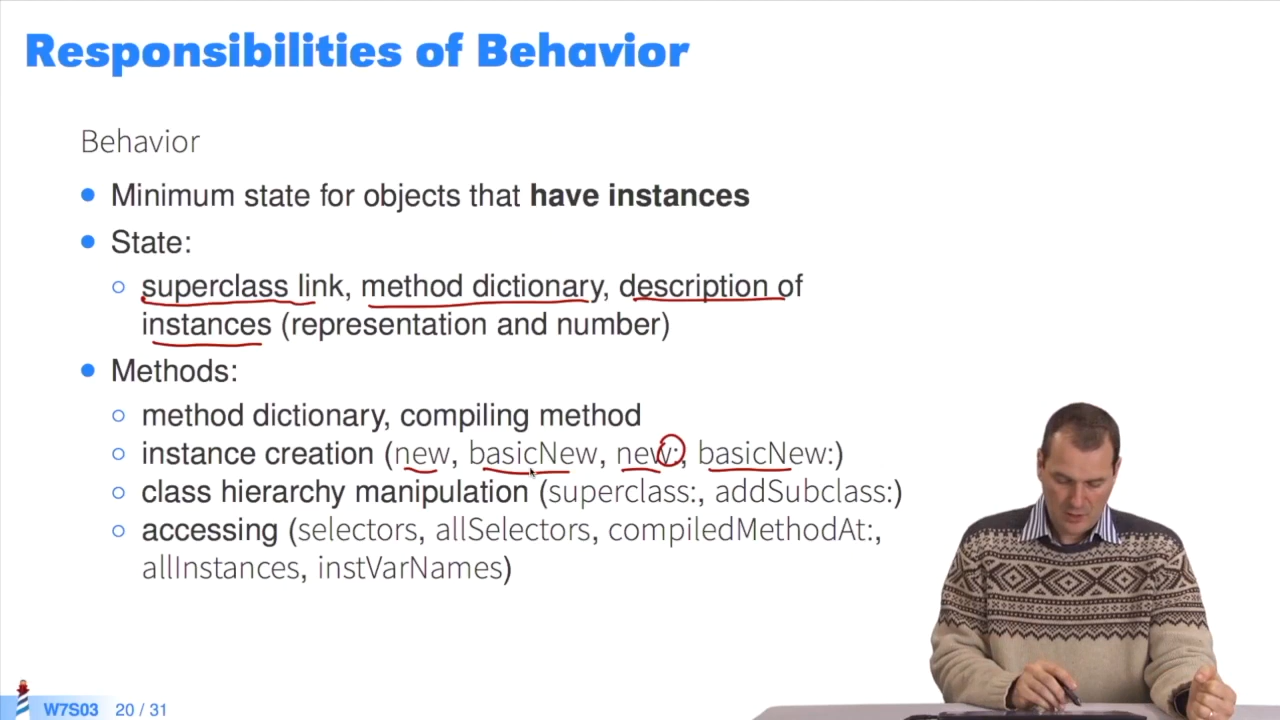 Responsibilities of Behavior
Behavior
Minimum state for objects that have instances
State:
superclass link, method dictionary, description of
instances (representation and number)
Methods:
method dictionary, compiling method
instance creation (new, basicNew, new:, basicNew:)
class hierarchy manipulation (superclass:, addSubclass:)
accessing (selectors, allSelectors, compiledMethodAt:,
allInstances, instVarNames)
W7S03 20 / 31